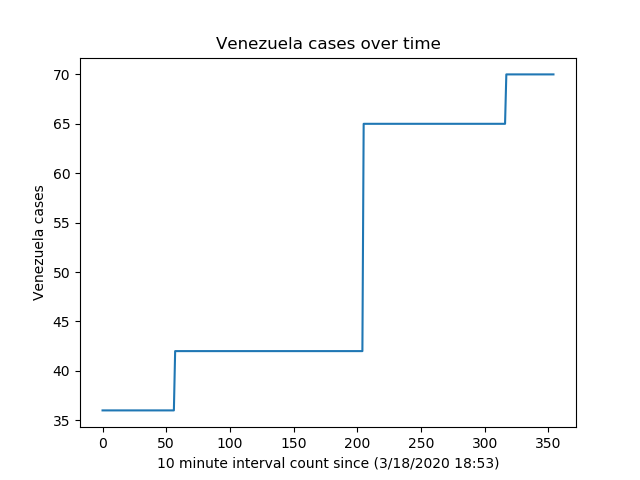 Venezuela cases over time
70
65
60
55
50
45
40
35
Venezuela cases
0 50 100 150 200 250 300 350
10 minute interval count since (3/18/2020 18:53)